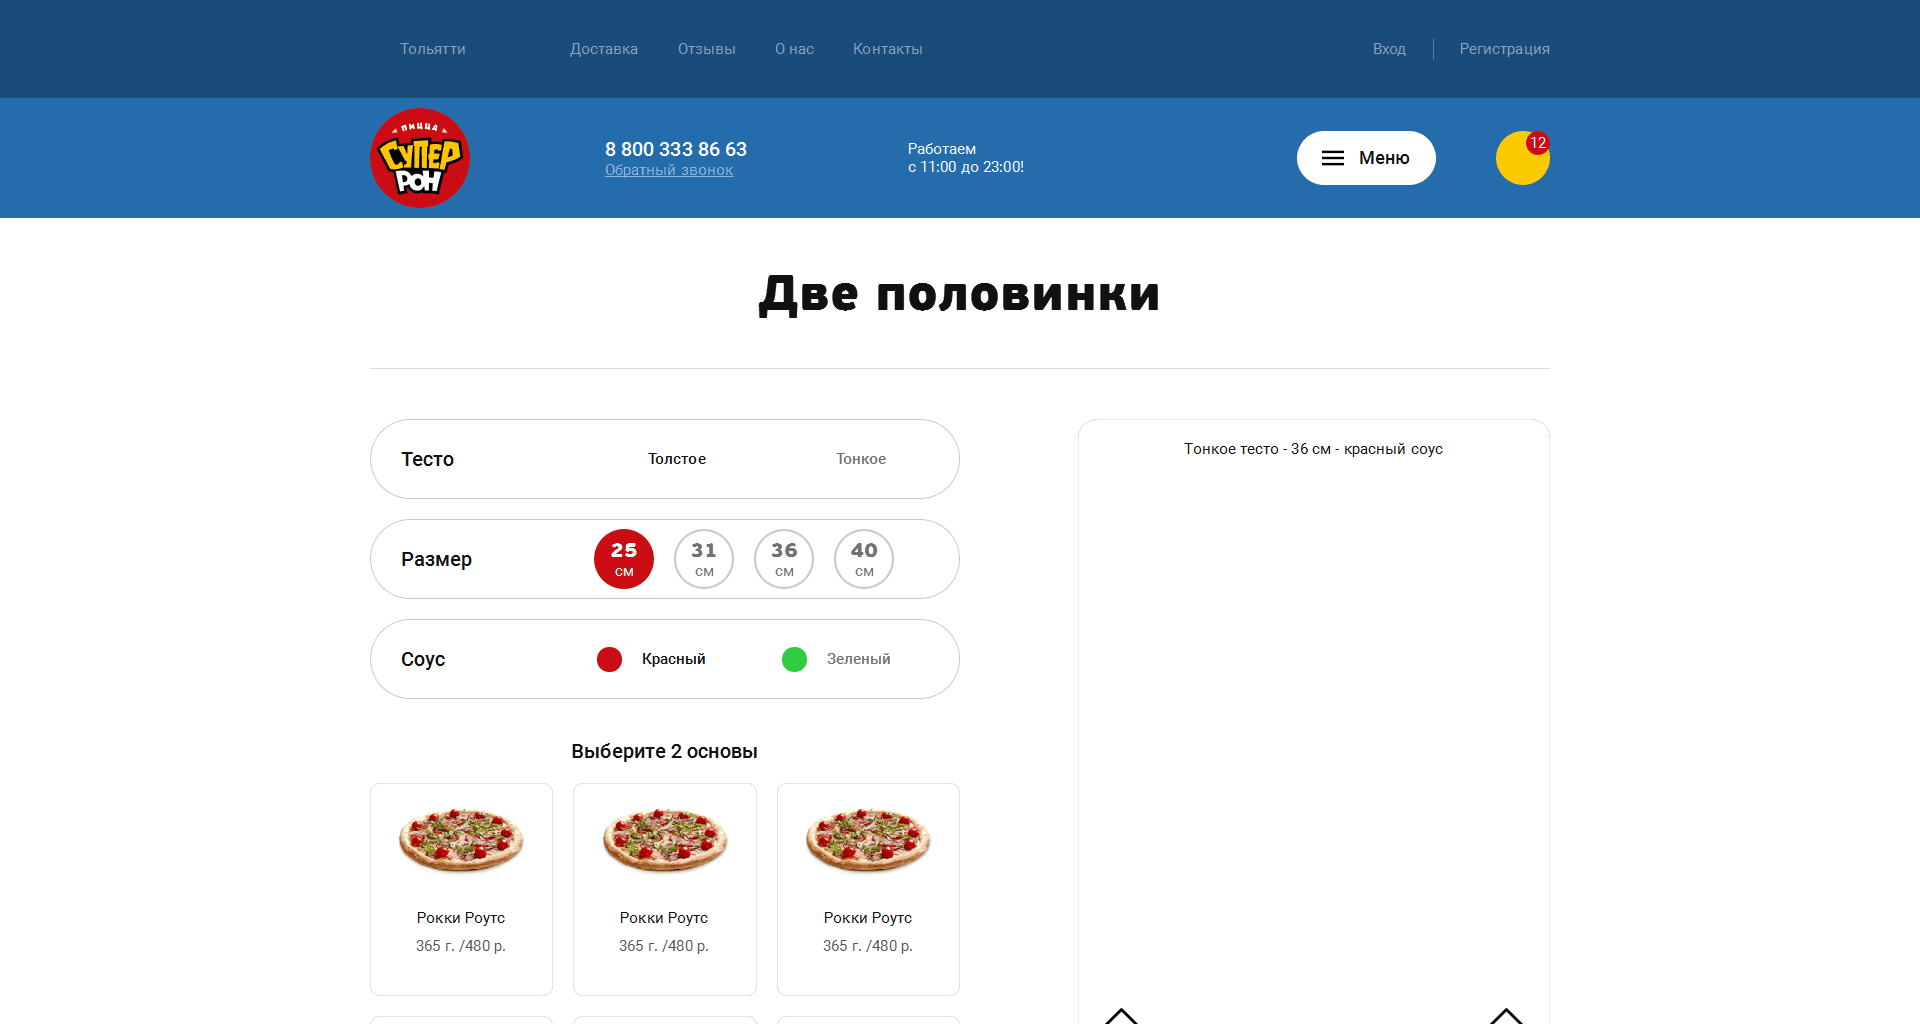 Тольятти
Доставка
Отзывы
О нас
Контакты
Вход
Регистрация
ПИЦЦА
СУПЕР
РОН
8 800 333 86 63
Обратный звонок
Работаем
с 11:00 до 23:00!
Меню
12
Две половинки
Тесто
Толстое
Тонкое
Размер
25
см
31
см
36
см
40
см
Соус
Красный
Зеленый
Тонкое тесто - 36 см - красный соус
Выберите 2 основы
Рокки Роутс
365 г. /480 р.
Рокки Роутс
365 г. /480 р.
Рокки Роутс
365 г. /480 р.